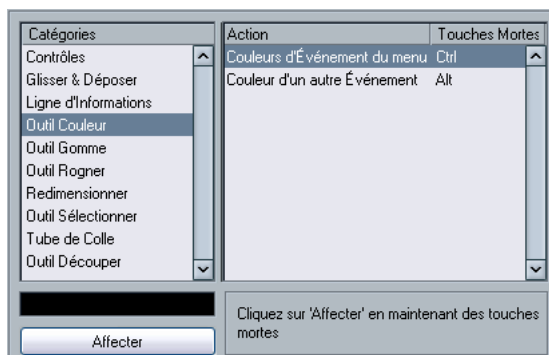 Catégories
Contrôles
Glisser & Déposer
Ligne d'Informations
Outil Couleur
Outil Gomme
Outil Rogner
Redimensionner
Outil Sélectionner
Tube de Colle
Outil Découper
Affecter
Action Touches Mortes
Couleurs d'Événement du menu Ctrl
Couleur d'un autre Événement Alt
Cliquez sur 'Affecter' en maintenant des touches
mortes